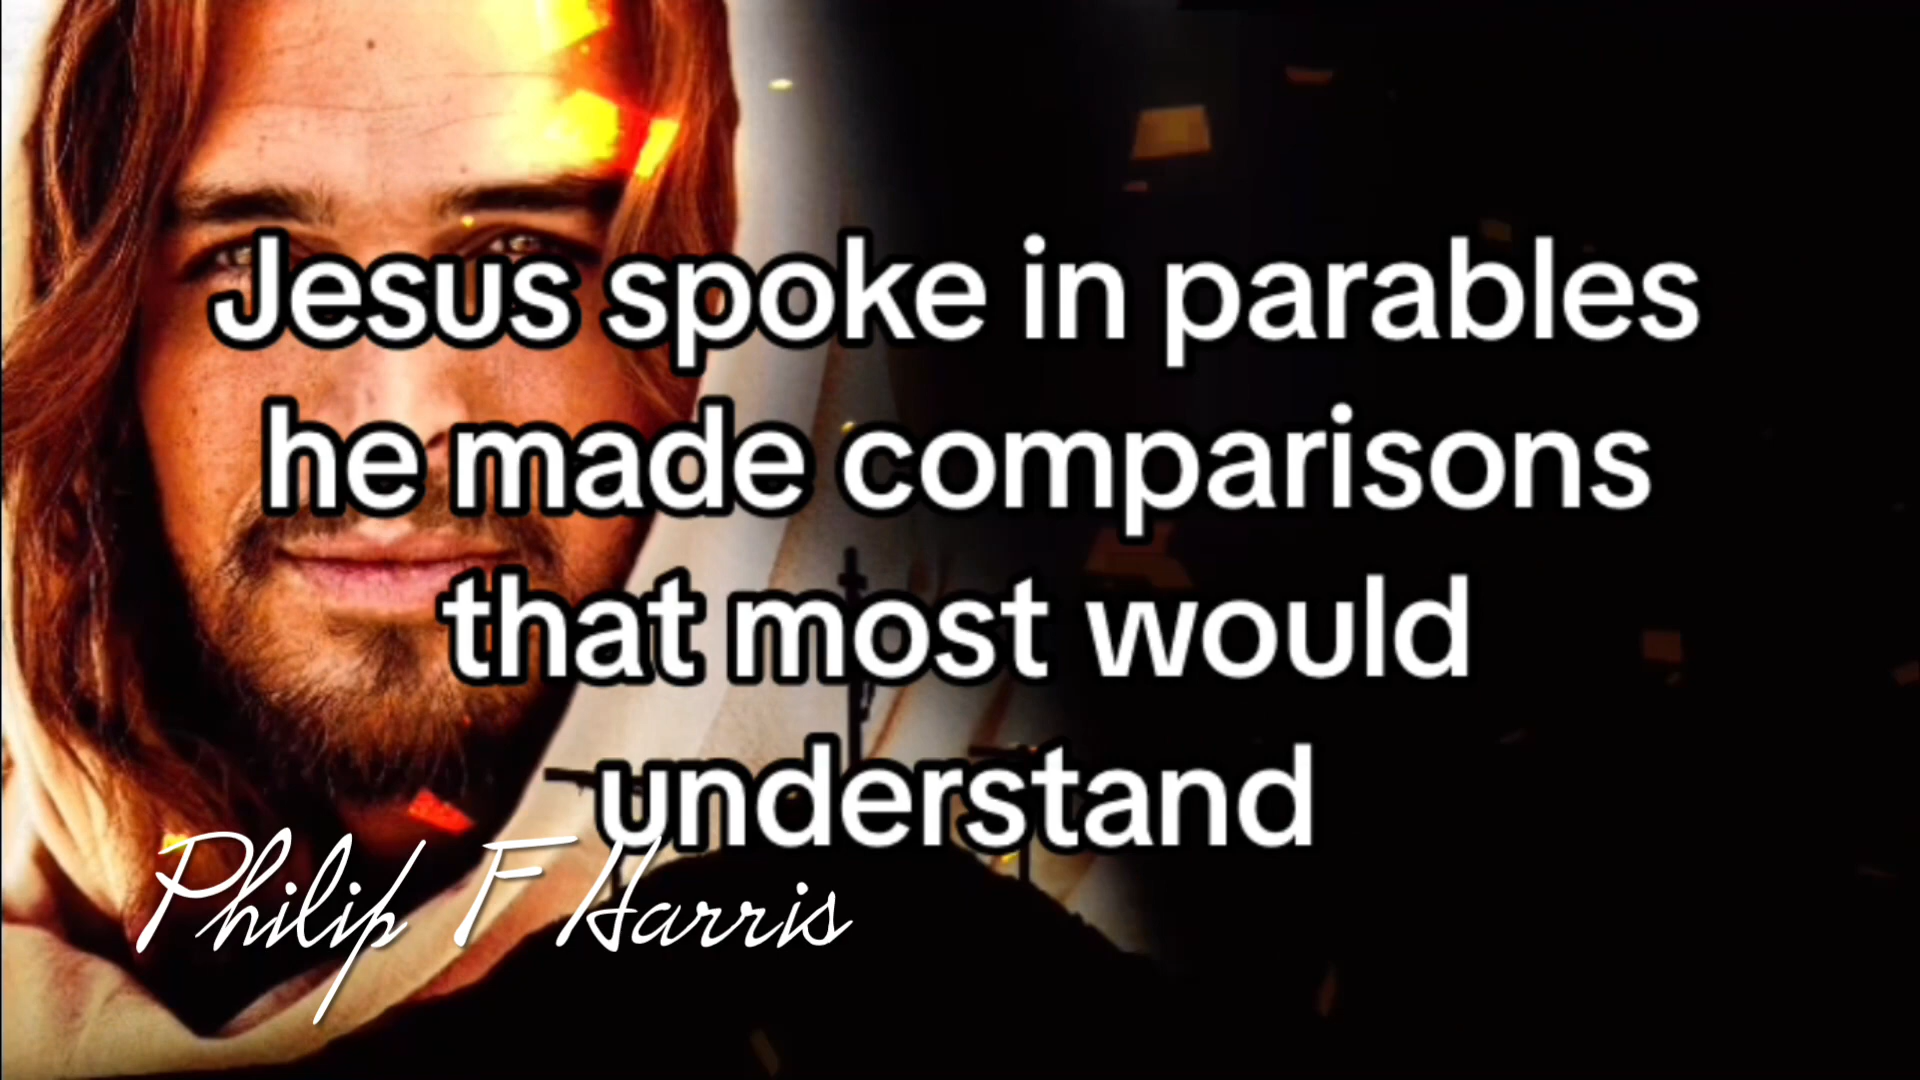 Jesus spoke in parables
he made comparisons
that most would
understand
Philip F Harris